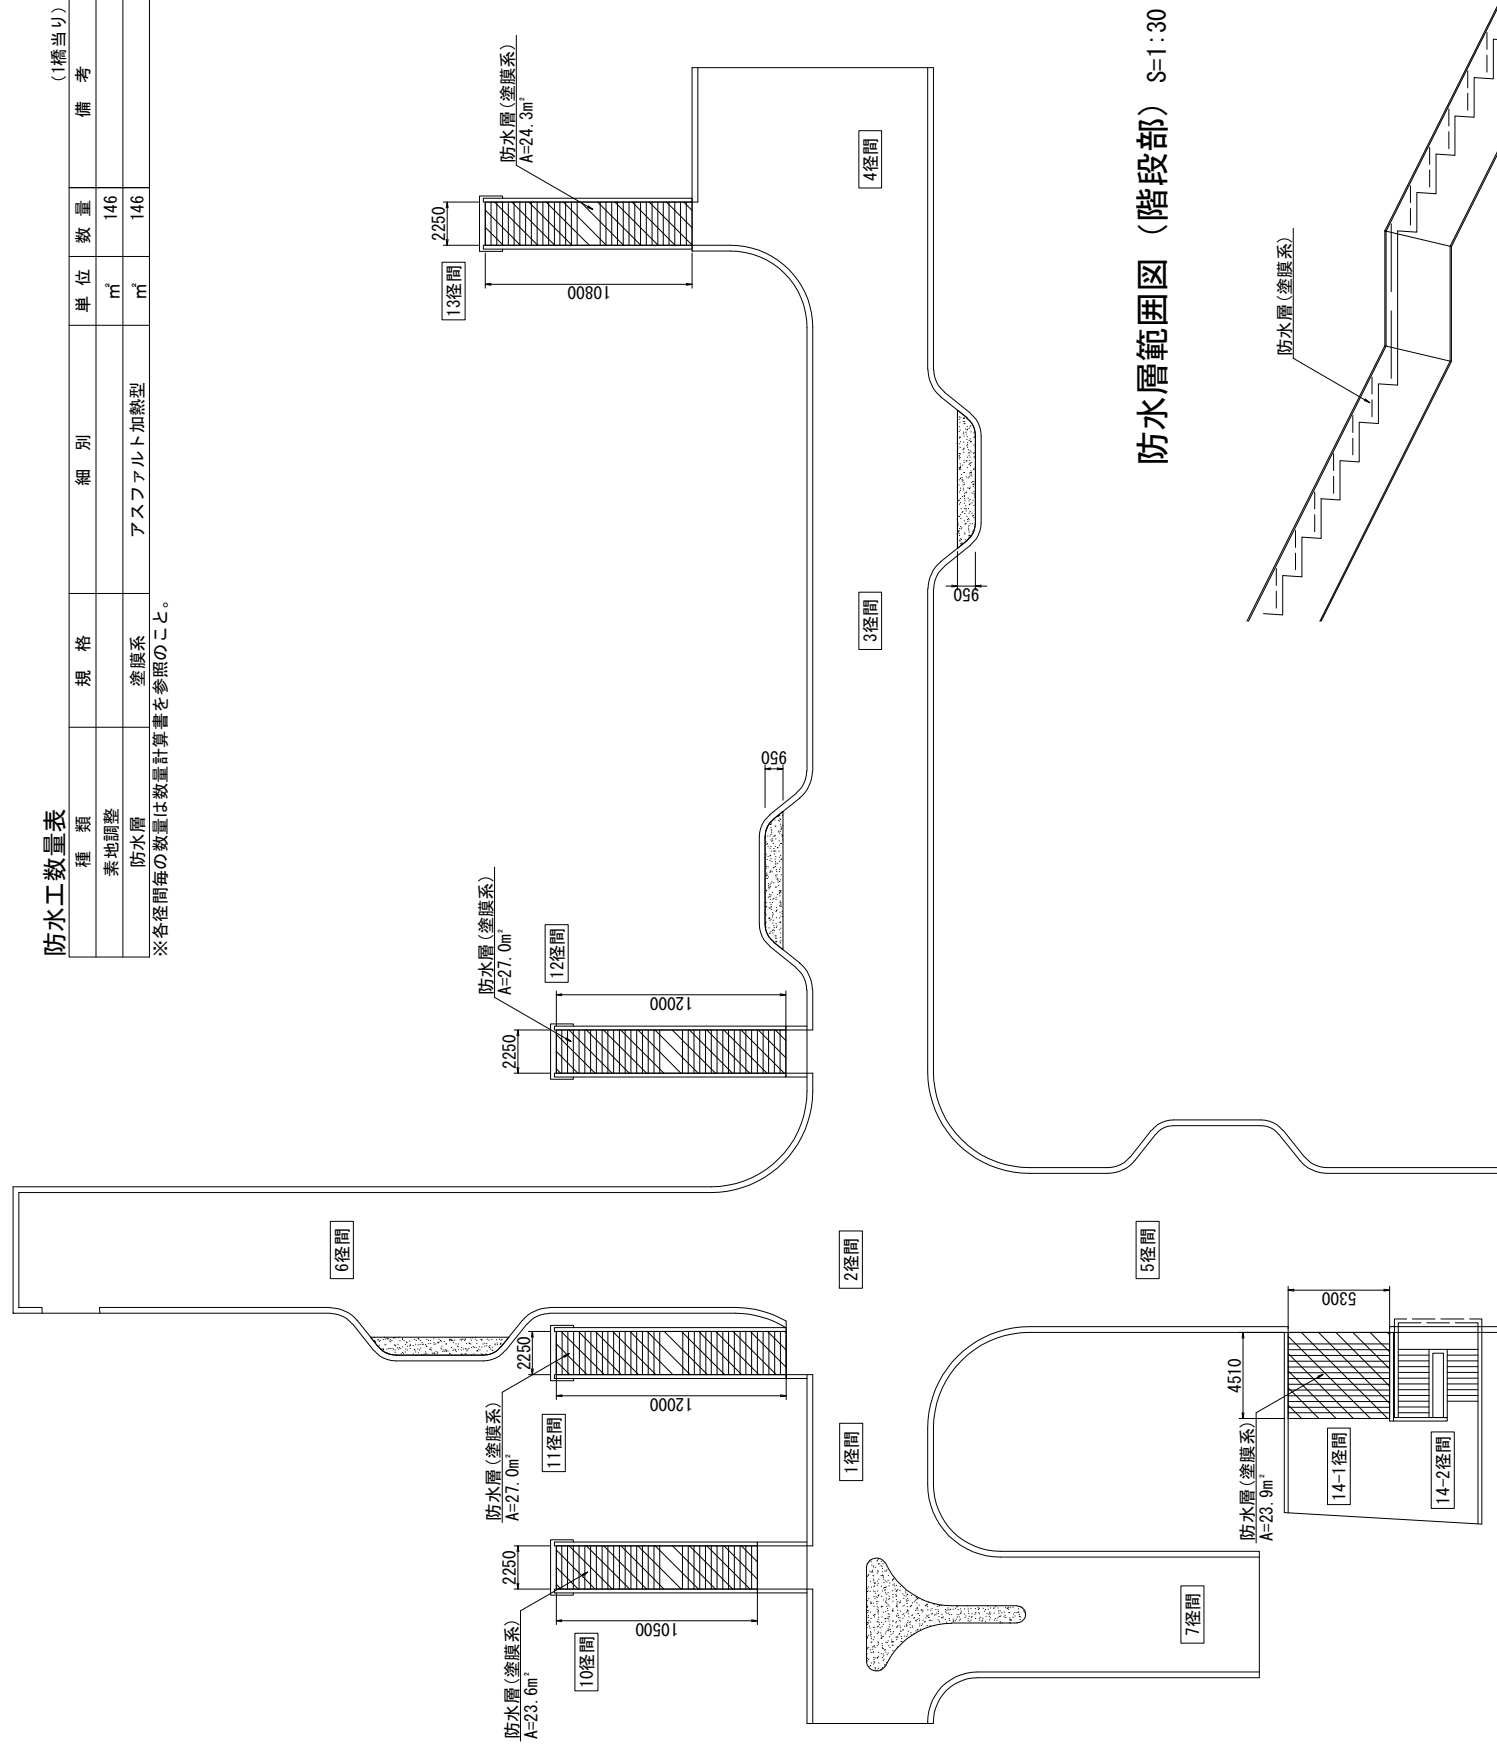 防水工数量表
(1橋当り)
種 類 規 格 細 別 単 位 数 量 備 考
素地調整 ㎡ 146
防水層 塗膜系 アスファルト加熱型 ㎡ 146
※各径間毎の数量は数量計算書を参照のこと。
防水層(塗膜系)
A=24.3㎡
2250
13径間
10800
4径間
950
3径間
950
防水層(塗膜系)
A=27.0㎡
12径間
2250
12000
6径間
2径間
5径間
2250
12000
防水層(塗膜系)
A=27.0㎡
11径間
1径間
2250
10500
防水層(塗膜系)
A=23.6㎡
10径間
7径間
5300
4510
防水層(塗膜系)
A=23.9㎡
14-1径間
14-2径間
防水層範囲図 (階段部) S=1:30
防水層(塗膜系)